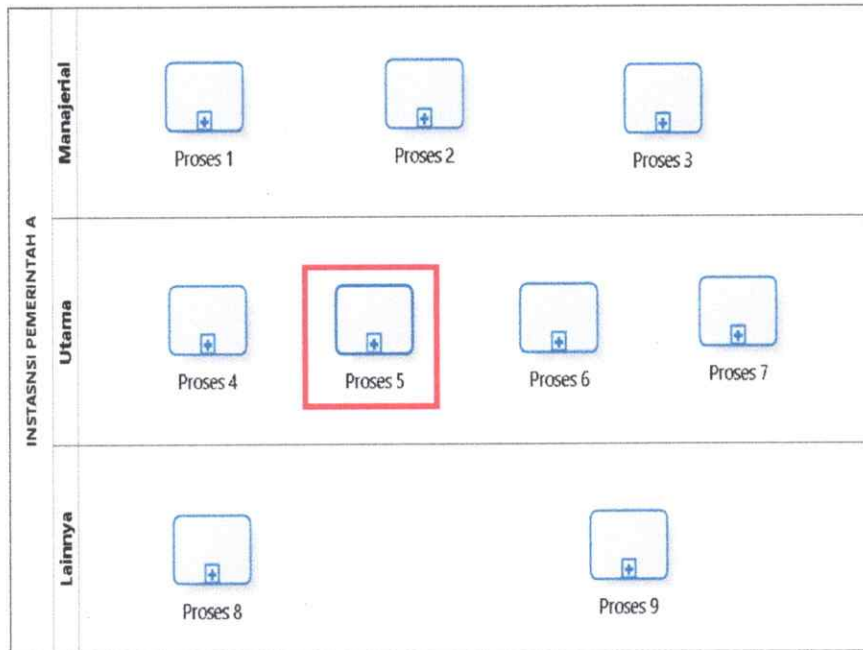 INSTASNSI PEMERINTAH A
Manajerial
Proses 1
Proses 2
Proses 3
Utama
Proses 4
Proses 5
Proses 6
Proses 7
Lainnya
Proses 8
Proses 9